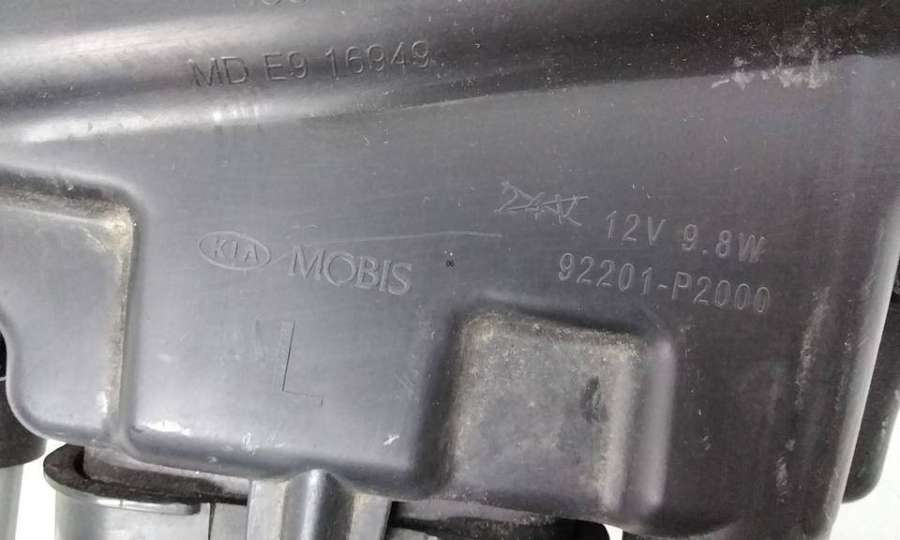 MD E9 16949
12V 9.8W
KIA MOBIS
92201-P2000
L